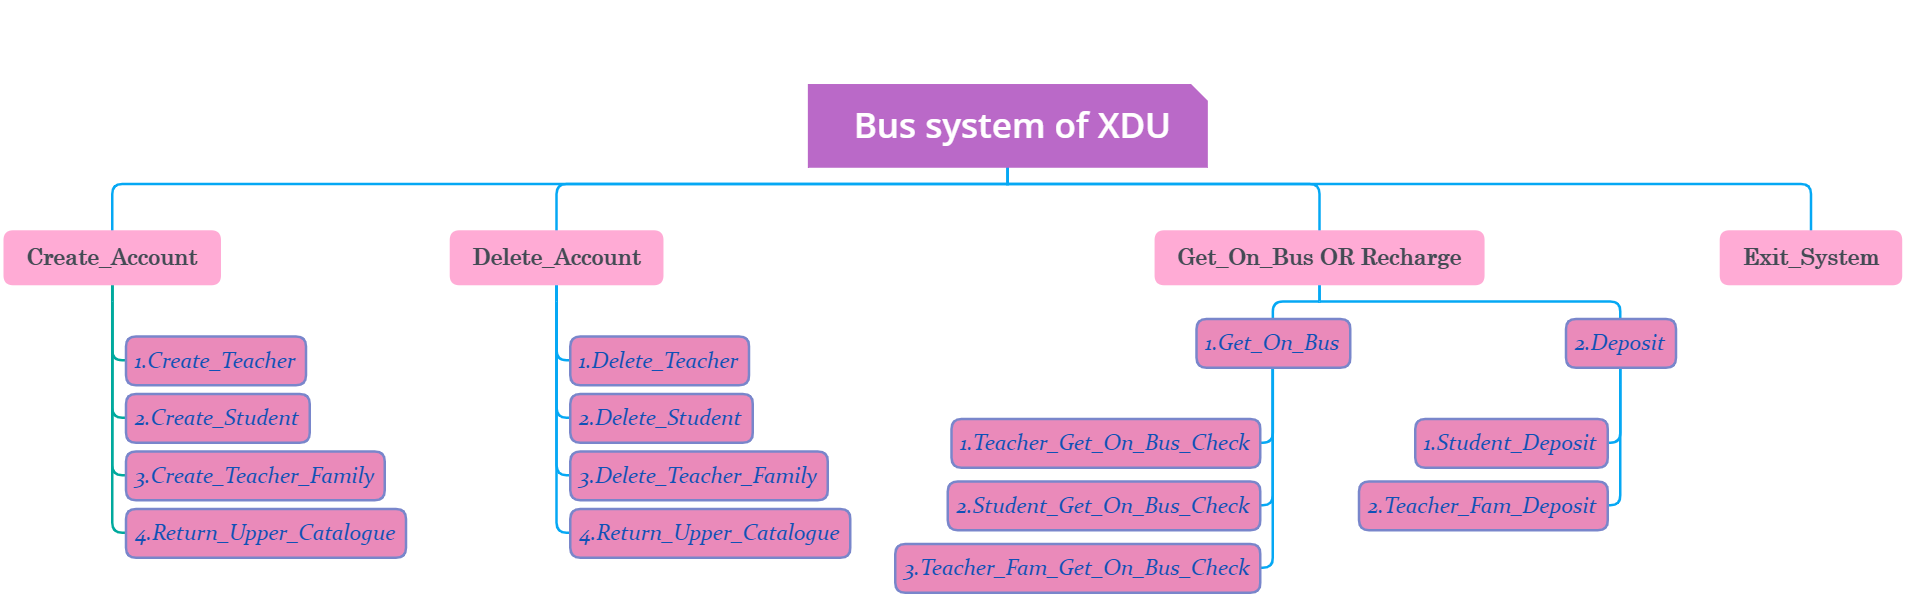 Bus system of XDU
Create_Account
Delete_Account
Get_On_Bus OR Recharge
Exit_System
1.Create_Teacher
2.Create_Student
3.Create_Teacher_Family
4.Return_Upper_Catalogue
1.Delete_Teacher
2.Delete_Student
3.Delete_Teacher_Family
4.Return_Upper_Catalogue
1.Get_On_Bus
1.Teacher_Get_On_Bus_Check
2.Student_Get_On_Bus_Check
3.Teacher_Fam_Get_On_Bus_Check
2.Deposit
1.Student_Deposit
2.Teacher_Fam_Deposit